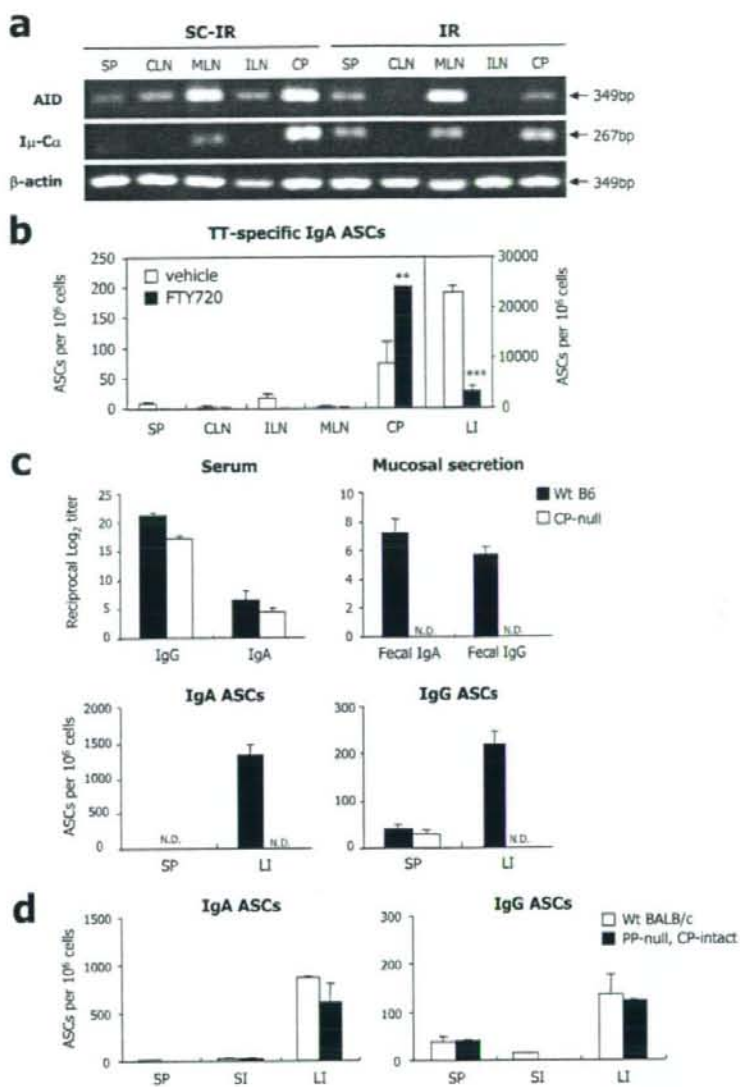 a
SC-IR IR
SP CLN MLN ILN CP SP CLN MLN ILN CP
AID 349bp
Iμ-Cα 267bp
β-actin 349bp
b
TT-specific IgA ASCs
ASCs per 10⁶ cells
250
200
150
100
50
0
vehicle
FTY720
**
***
30000
20000
10000
0
ASCs per 10⁶ cells
SP CLN ILN MLN CP LI
c
Serum
Reciprocal Log₂ titer
25
20
15
10
5
0
IgG IgA
Mucosal secretion
8
6
4
2
0
N.D. N.D.
Fecal IgA Fecal IgG
Wt B6
CP-null
IgA ASCs
ASCs per 10⁶ cells
2000
1500
1000
500
0
N.D. N.D.
SP LI
IgG ASCs
300
200
100
0
N.D.
SP LI
d
IgA ASCs
ASCs per 10⁶ cells
1500
1000
500
0
SP SI LI
IgG ASCs
300
200
100
0
SP SI LI
Wt BALB/c
PP-null, CP-intact